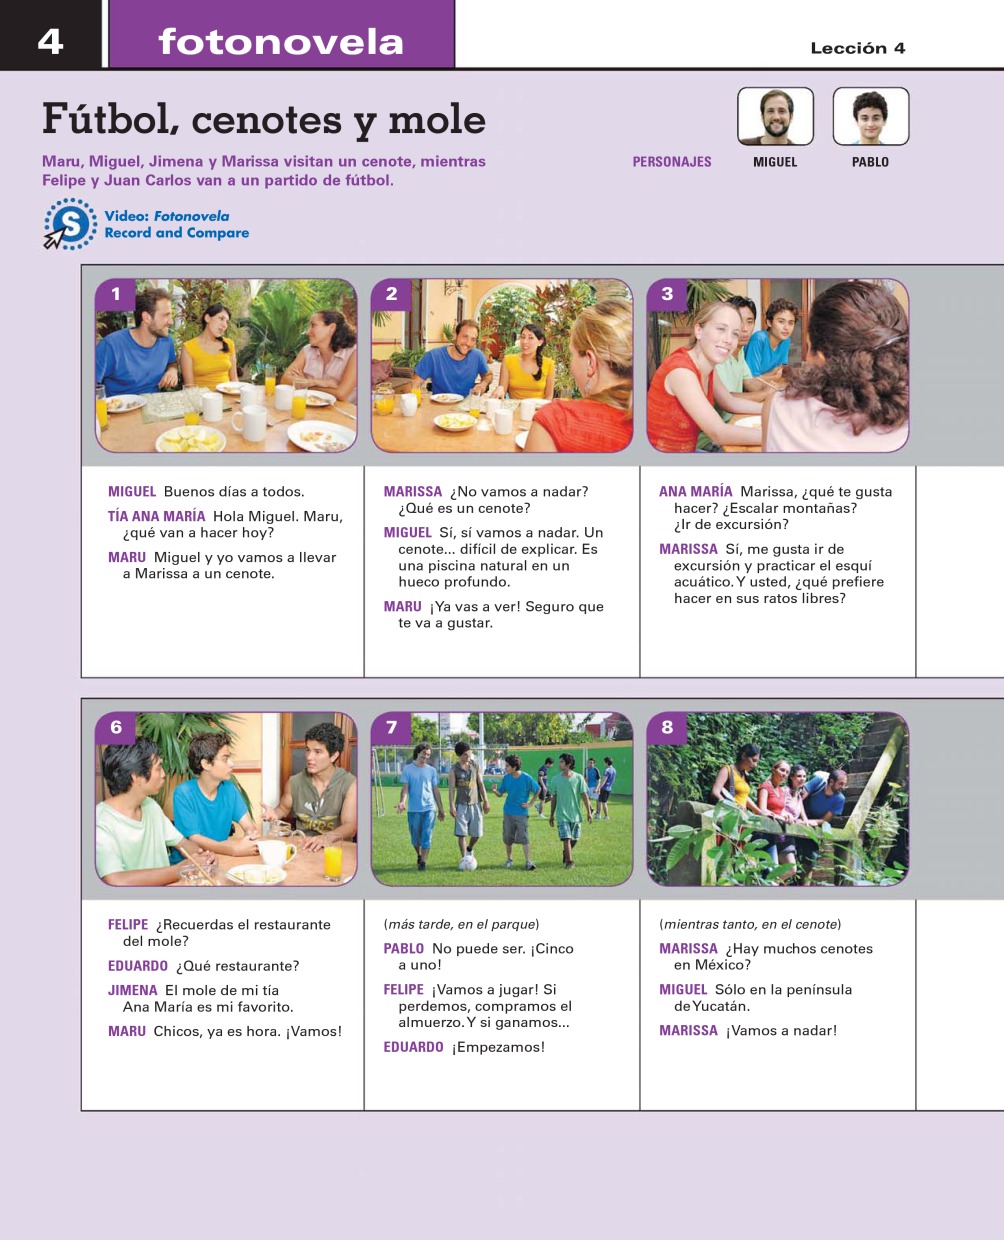 4
fotonovela
Lección 4
Fútbol, cenotes y mole
Maru, Miguel, Jimena y Marissa visitan un cenote, mientras
Felipe y Juan Carlos van a un partido de fútbol.
PERSONAJES
MIGUEL
PABLO
S
Video: Fotonovela
Record and Compare
1
MIGUEL Buenos días a todos.
TÍA ANA MARÍA Hola Miguel. Maru,
¿qué van a hacer hoy?
MARU Miguel y yo vamos a llevar
a Marissa a un cenote.
2
MARISSA ¿No vamos a nadar?
¿Qué es un cenote?
MIGUEL Sí, sí vamos a nadar. Un
cenote... difícil de explicar. Es
una piscina natural en un
hueco profundo.
MARU ¡Ya vas a ver! Seguro que
te va a gustar.
3
ANA MARÍA Marissa, ¿qué te gusta
hacer? ¿Escalar montañas?
¿Ir de excursión?
MARISSA Sí, me gusta ir de
excursión y practicar el esquí
acuático. Y usted, ¿qué prefiere
hacer en sus ratos libres?
6
FELIPE ¿Recuerdas el restaurante
del mole?
EDUARDO ¿Qué restaurante?
JIMENA El mole de mi tía
Ana María es mi favorito.
MARU Chicos, ya es hora. ¡Vamos!
7
(más tarde, en el parque)
PABLO No puede ser. ¡Cinco
a uno!
FELIPE ¡Vamos a jugar! Si
perdemos, compramos el
almuerzo. Y si ganamos...
EDUARDO ¡Empezamos!
8
(mientras tanto, en el cenote)
MARISSA ¿Hay muchos cenotes
en México?
MIGUEL Sólo en la península
de Yucatán.
MARISSA ¡Vamos a nadar!